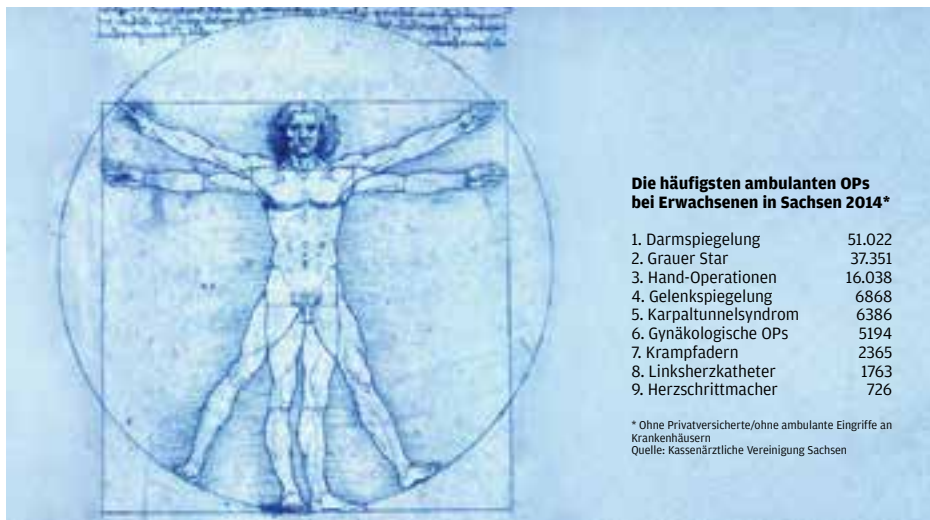 Die häufigsten ambulanten OPs
bei Erwachsenen in Sachsen 2014*
1. Darmspiegelung 51.022
2. Grauer Star 37.351
3. Hand-Operationen 16.038
4. Gelenkspiegelung 6868
5. Karpaltunnelsyndrom 6386
6. Gynäkologische OPs 5194
7. Krampfadern 2365
8. Linksherzkatheter 1763
9. Herzschrittmacher 726
* Ohne Privatversicherte/ohne ambulante Eingriffe an
Krankenhäusern
Quelle: Kassenärztliche Vereinigung Sachsen